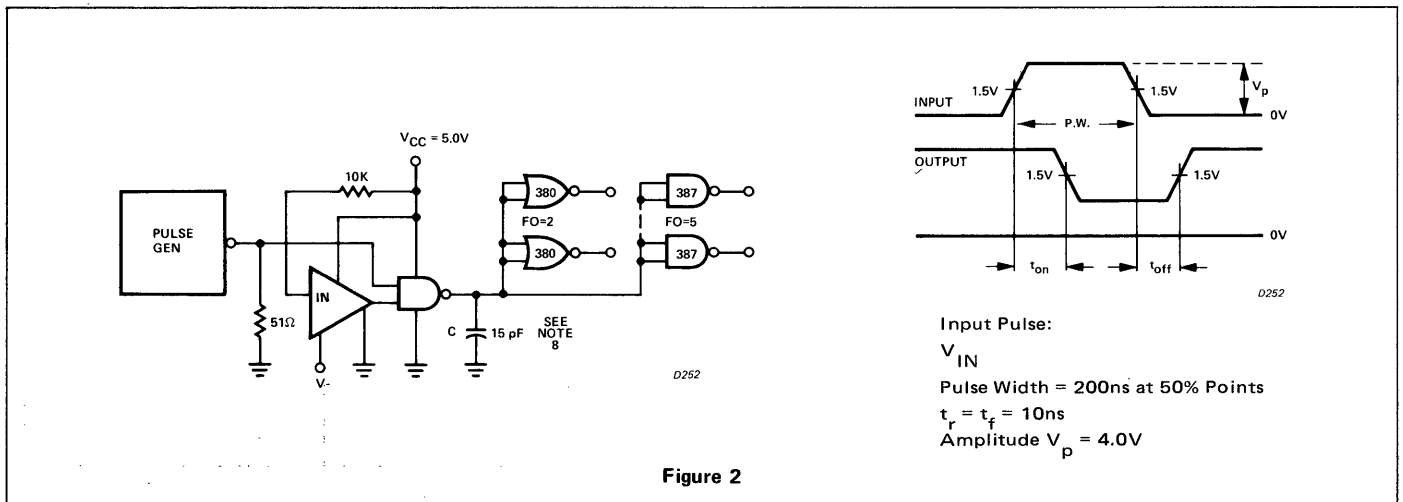 VCC = 5.0V
10K
PULSE
GEN
51Ω
IN
V-
C
15 pF
380
FO=2
380
387
FO=5
387
SEE
NOTE
8
D252
INPUT
1.5V
1.5V
Vp
0V
P.W.
OUTPUT
1.5V
1.5V
0V
ton
toff
D252
Input Pulse:
VIN
Pulse Width = 200ns at 50% Points
tr = tf = 10ns
Amplitude Vp = 4.0V
Figure 2